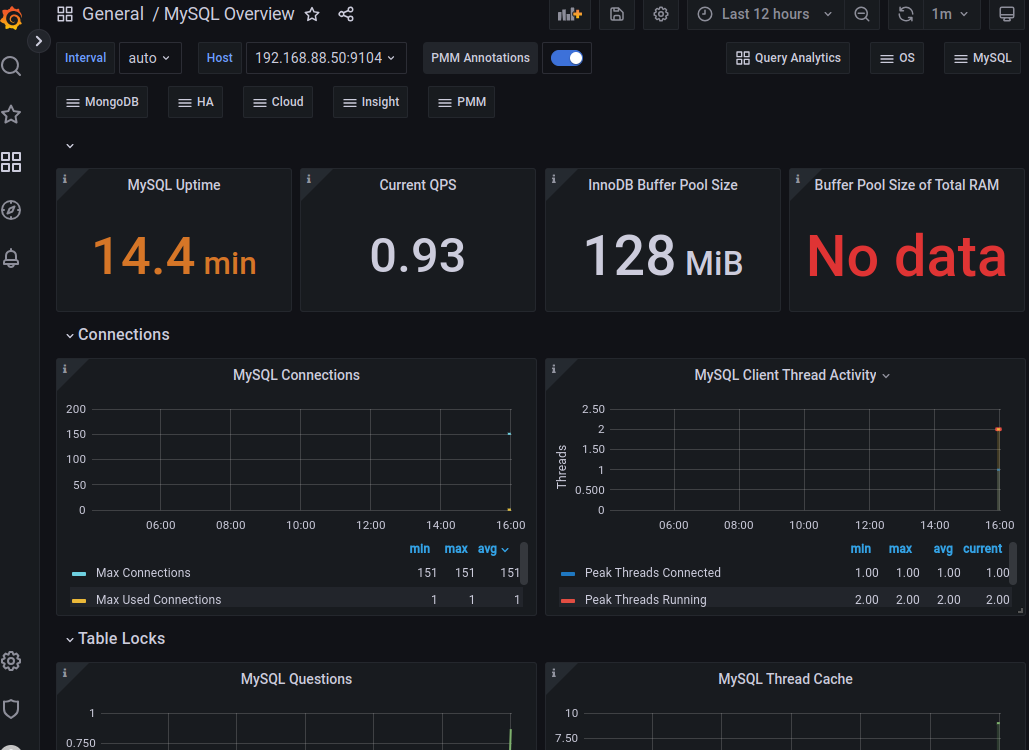 General / MySQL Overview
Last 12 hours
1m
Interval
auto
Host
192.168.88.50:9104
PMM Annotations
Query Analytics
OS
MySQL
MongoDB
HA
Cloud
Insight
PMM
MySQL Uptime
14.4 min
Current QPS
0.93
InnoDB Buffer Pool Size
128 MiB
Buffer Pool Size of Total RAM
No data
Connections
MySQL Connections
200
150
100
50
0
06:00 08:00 10:00 12:00 14:00 16:00
min max avg
Max Connections 151 151 151
Max Used Connections 1 1 1
MySQL Client Thread Activity
Threads
2.50
2
1.50
1
0.500
0
06:00 08:00 10:00 12:00 14:00 16:00
min max avg current
Peak Threads Connected 1.00 1.00 1.00 1.00
Peak Threads Running 2.00 2.00 2.00 2.00
Table Locks
MySQL Questions
1
0.750
MySQL Thread Cache
10
7.50